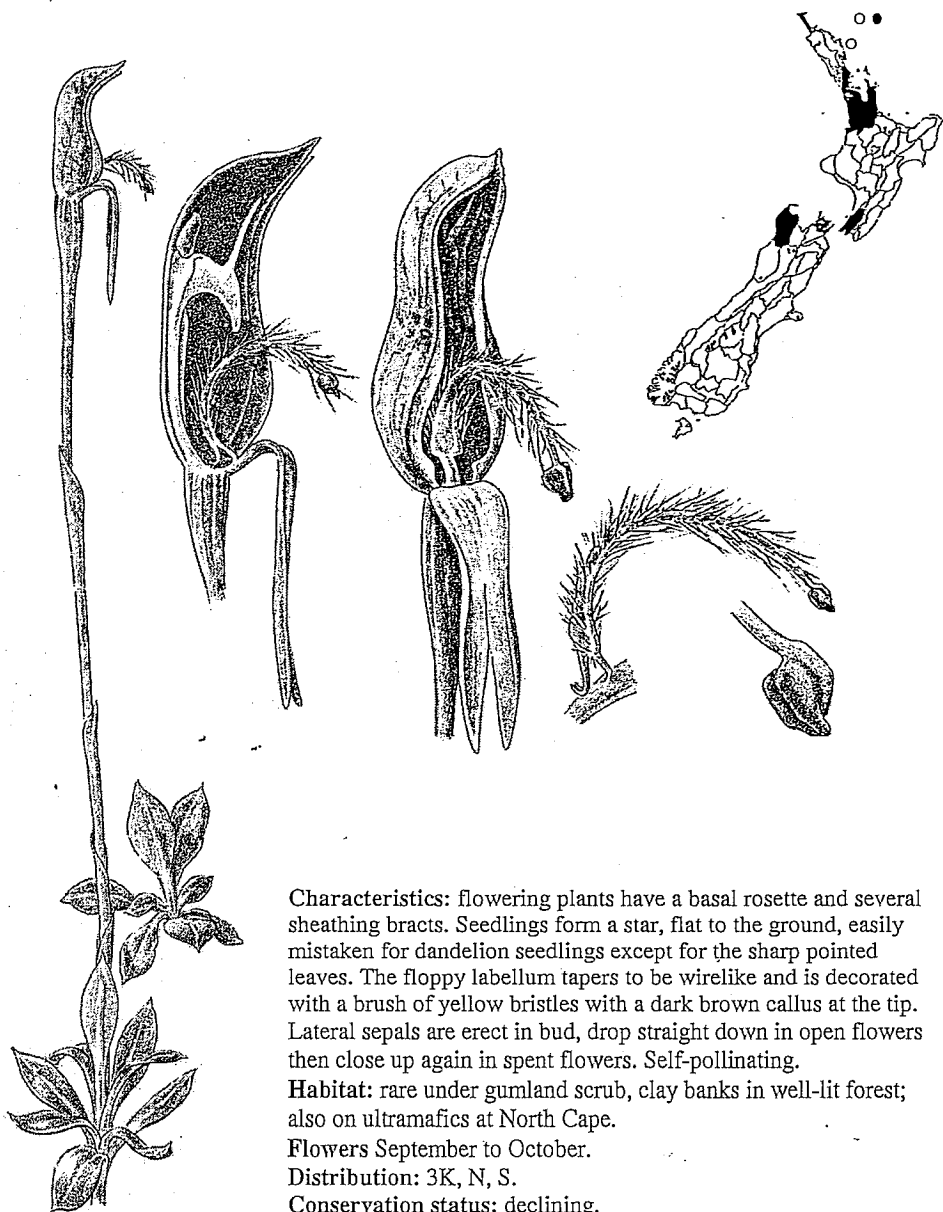 Characteristics: flowering plants have a basal rosette and several
sheathing bracts. Seedlings form a star, flat to the ground, easily
mistaken for dandelion seedlings except for the sharp pointed
leaves. The floppy labellum tapers to be wirelike and is decorated
with a brush of yellow bristles with a dark brown callus at the tip.
Lateral sepals are erect in bud, drop straight down in open flowers
then close up again in spent flowers. Self-pollinating.
Habitat: rare under gumland scrub, clay banks in well-lit forest;
also on ultramafics at North Cape.
Flowers September to October.
Distribution: 3K, N, S.
Conservation status: declining.